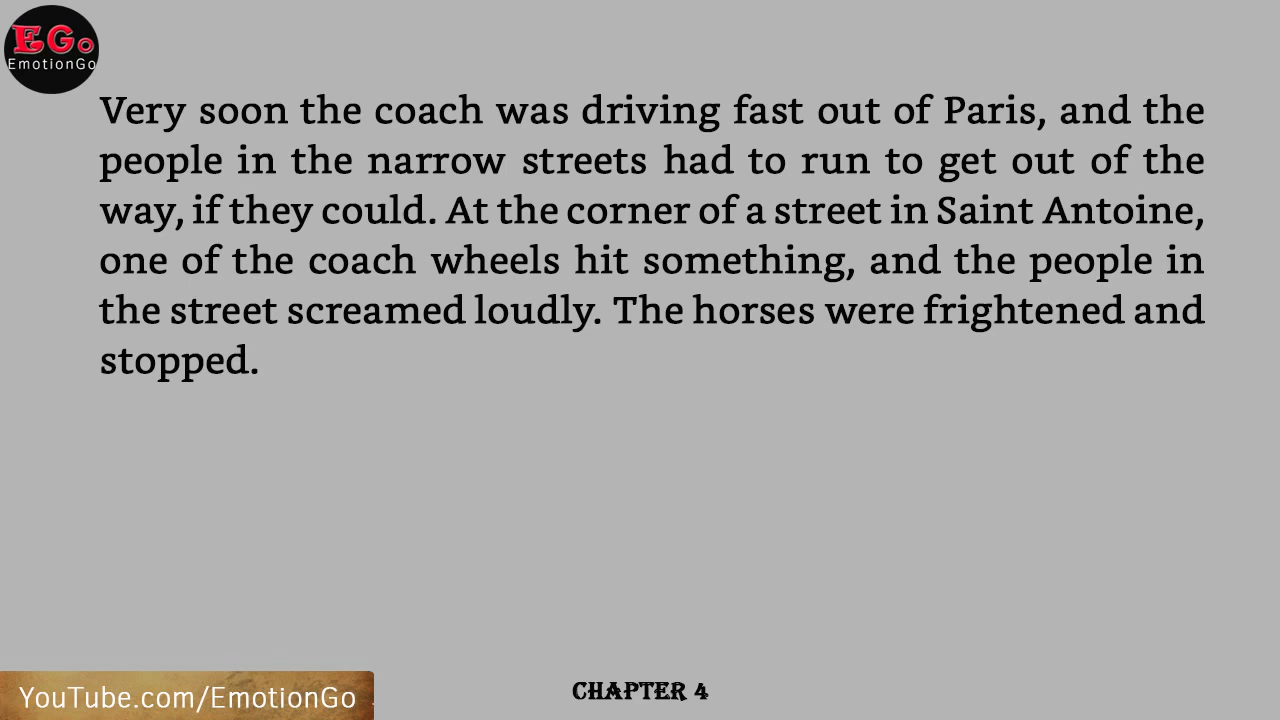 EGo
EmotionGo
Very soon the coach was driving fast out of Paris, and the
people in the narrow streets had to run to get out of the
way, if they could. At the corner of a street in Saint Antoine,
one of the coach wheels hit something, and the people in
the street screamed loudly. The horses were frightened and
stopped.
YouTube.com/EmotionGo
CHAPTER 4